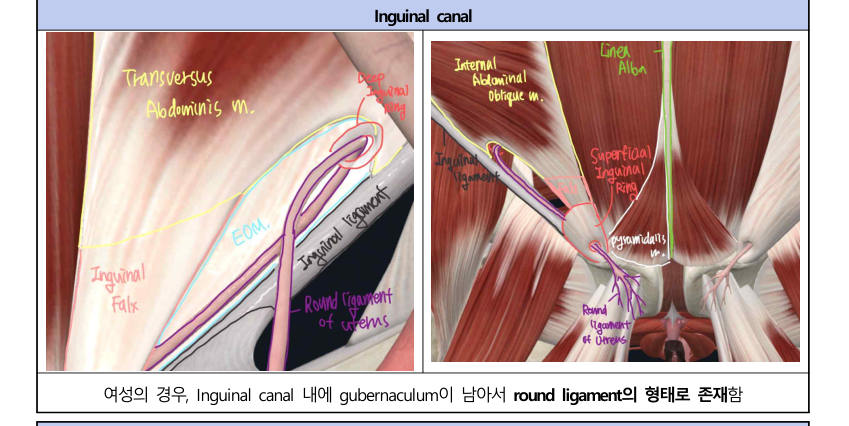 Inguinal canal
Transversus
Abdominis m.
Deep
Inguinal
Ring
EOM.
Inguinal ligament
Inguinal
Falx
Round ligament
of uterus
Internal
Abdominal
Oblique m.
Linea
Alba
Inguinal
ligament
Superficial
Inguinal
Ring
pyramidalis
m.
Round
ligament
of Uterus
여성의 경우, Inguinal canal 내에 gubernaculum이 남아서 round ligament의 형태로 존재함